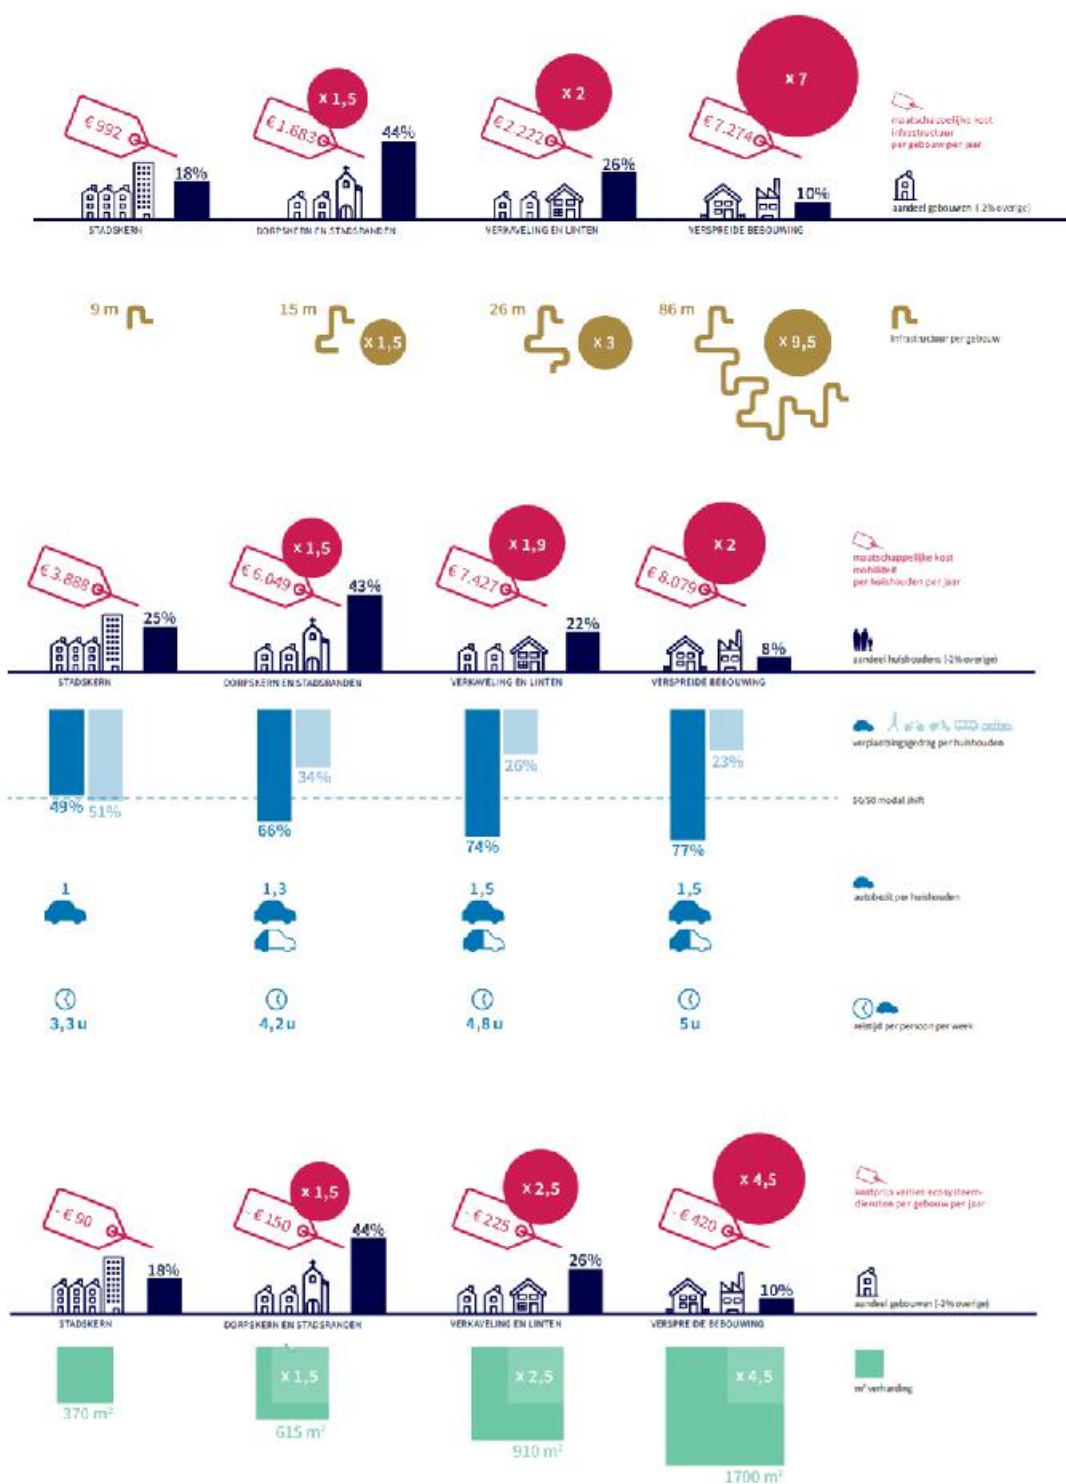 x 7
x 2
x 1,5
€ 992
€ 1.683
€ 2.222
€ 7.274
maatschappelijke kost
infrastructuur
per gebouw per jaar
18%
44%
26%
10%
aandeel gebouwen (-2% overige)
STADSKERN
DORPSKERN EN STADSRANDEN
VERKAVELING EN LINTEN
VERSPREIDE BEBOUWING
9 m
15 m
26 m
86 m
x 1,5
x 3
x 9,5
infrastructuur per gebouw
x 1,5
x 1,9
x 2
€ 3.888
€ 6.049
€ 7.427
€ 8.079
maatschappelijke kost
mobiliteit
per huishouden per jaar
25%
43%
22%
8%
aandeel huishoudens (-2% overige)
STADSKERN
DORPSKERN EN STADSRANDEN
VERKAVELING EN LINTEN
VERSPREIDE BEBOUWING
verplaatsingsgedrag per huishouden
49%
51%
66%
34%
74%
26%
77%
23%
50/50 modal shift
1
1,3
1,5
1,5
autobezit per huishouden
3,3 u
4,2 u
4,8 u
5 u
reistijd per persoon per week
x 1,5
x 2,5
x 4,5
- € 90
- € 150
- € 225
- € 420
kostprijs verlies ecosysteem-
diensten per gebouw per jaar
18%
44%
26%
10%
aandeel gebouwen (-2% overige)
STADSKERN
DORPSKERN EN STADSRANDEN
VERKAVELING EN LINTEN
VERSPREIDE BEBOUWING
x 1,5
x 2,5
x 4,5
m² verharding
370 m²
615 m²
910 m²
1700 m²